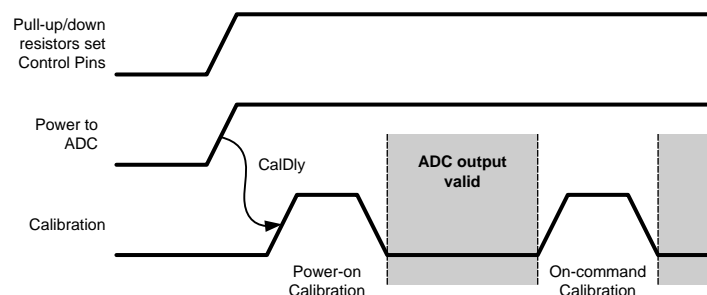 Pull-up/down
resistors set
Control Pins
Power to
ADC
CalDly
ADC output
valid
Calibration
Power-on
Calibration
On-command
Calibration